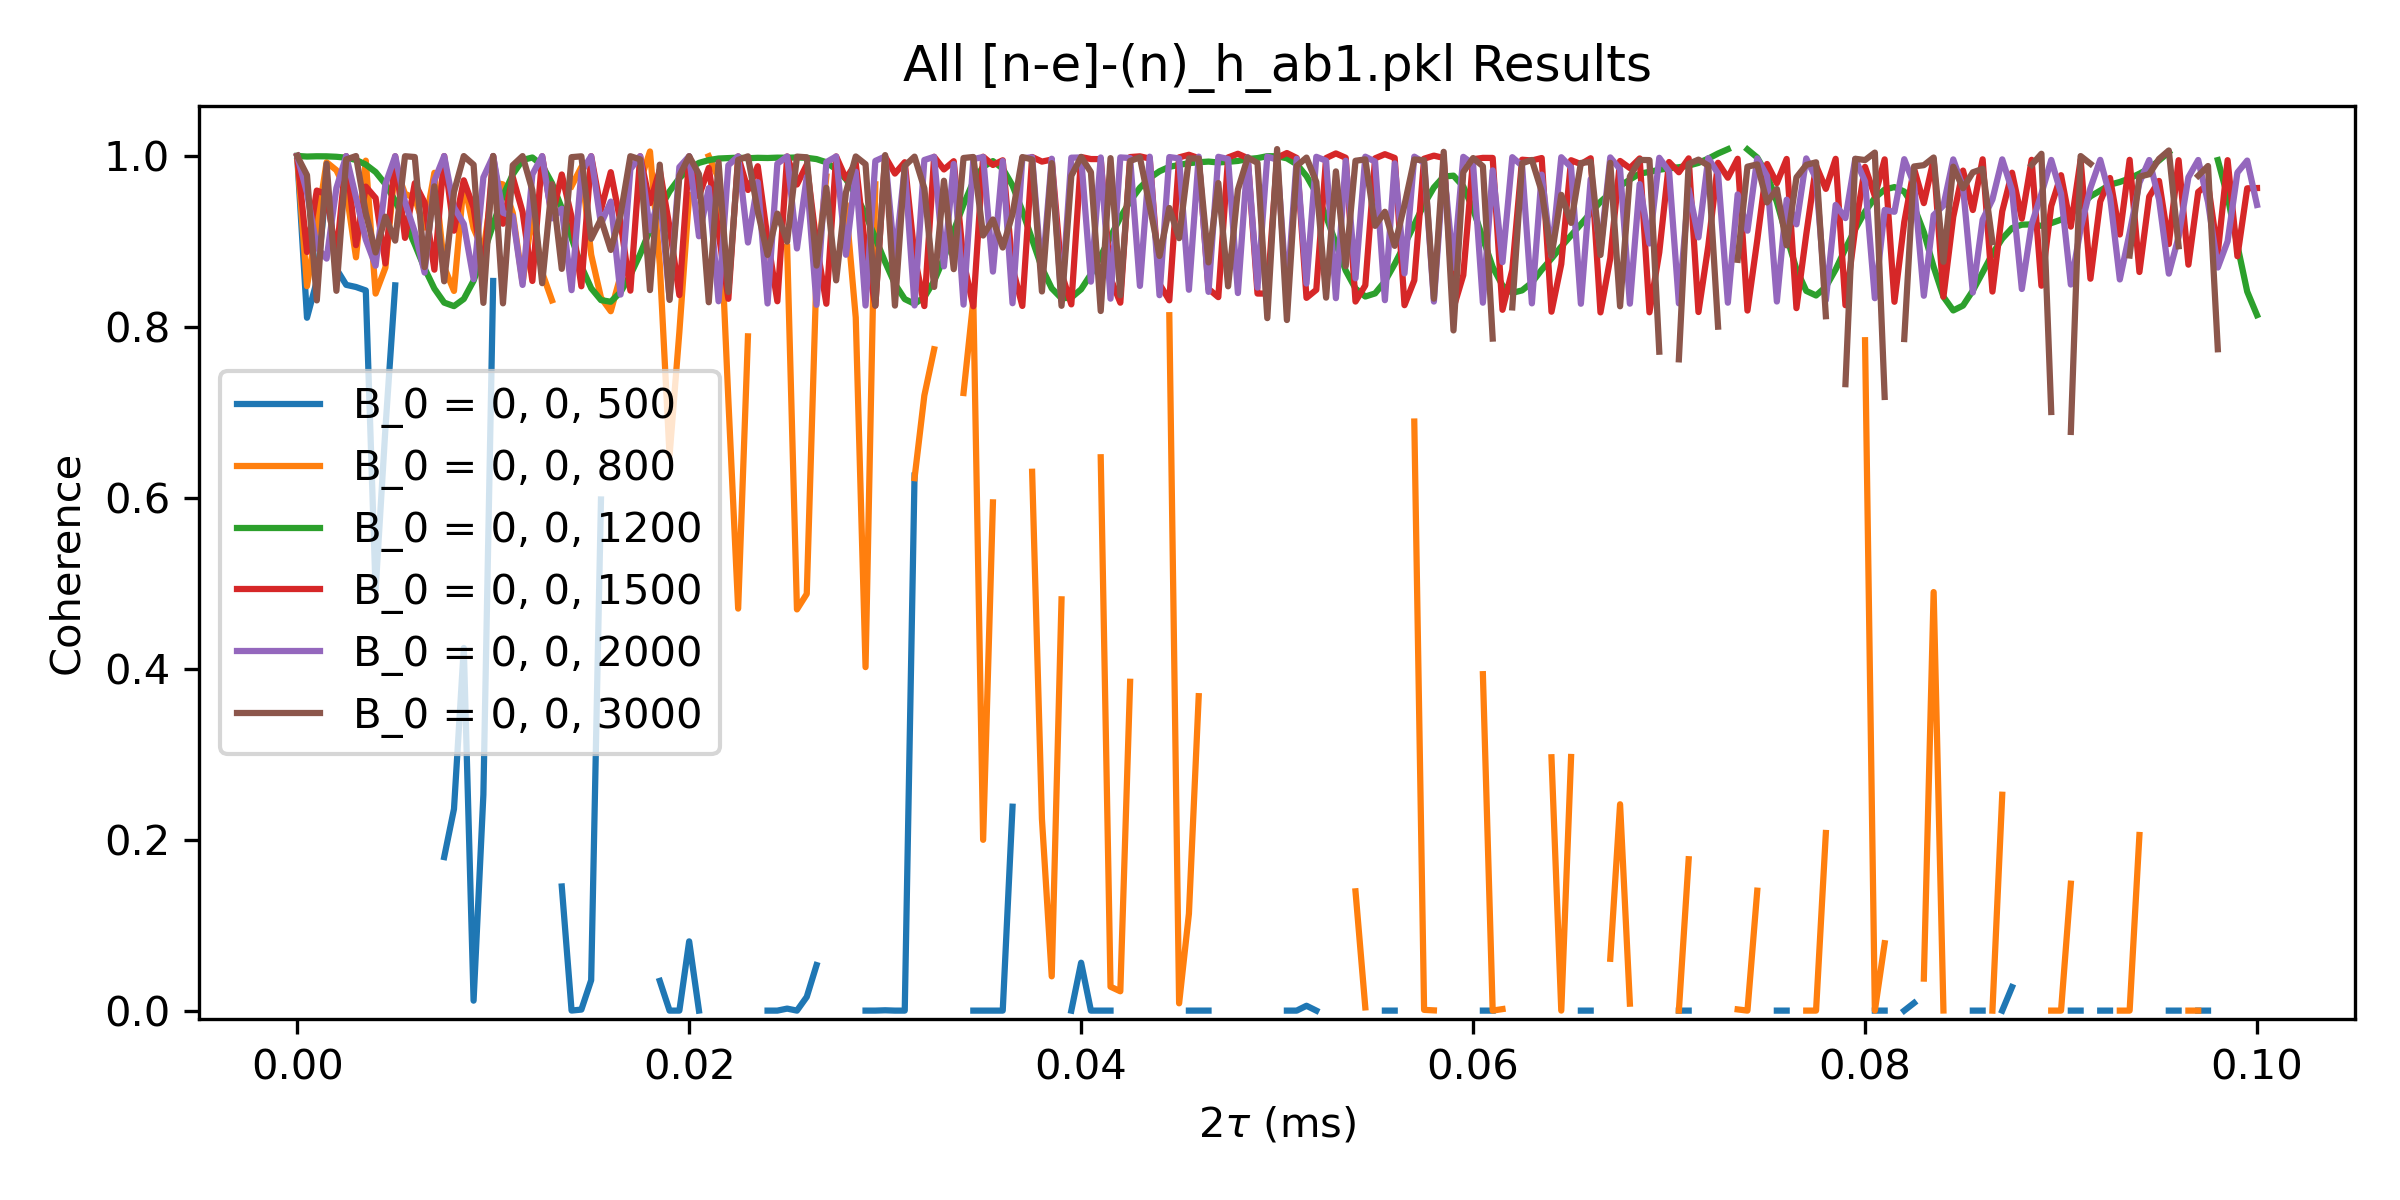 All [n-e]-(n)_h_ab1.pkl Results
1.0
0.8
0.6
0.4
0.2
0.0
Coherence
B_0 = 0, 0, 500
B_0 = 0, 0, 800
B_0 = 0, 0, 1200
B_0 = 0, 0, 1500
B_0 = 0, 0, 2000
B_0 = 0, 0, 3000
0.00 0.02 0.04 0.06 0.08 0.10
2τ (ms)